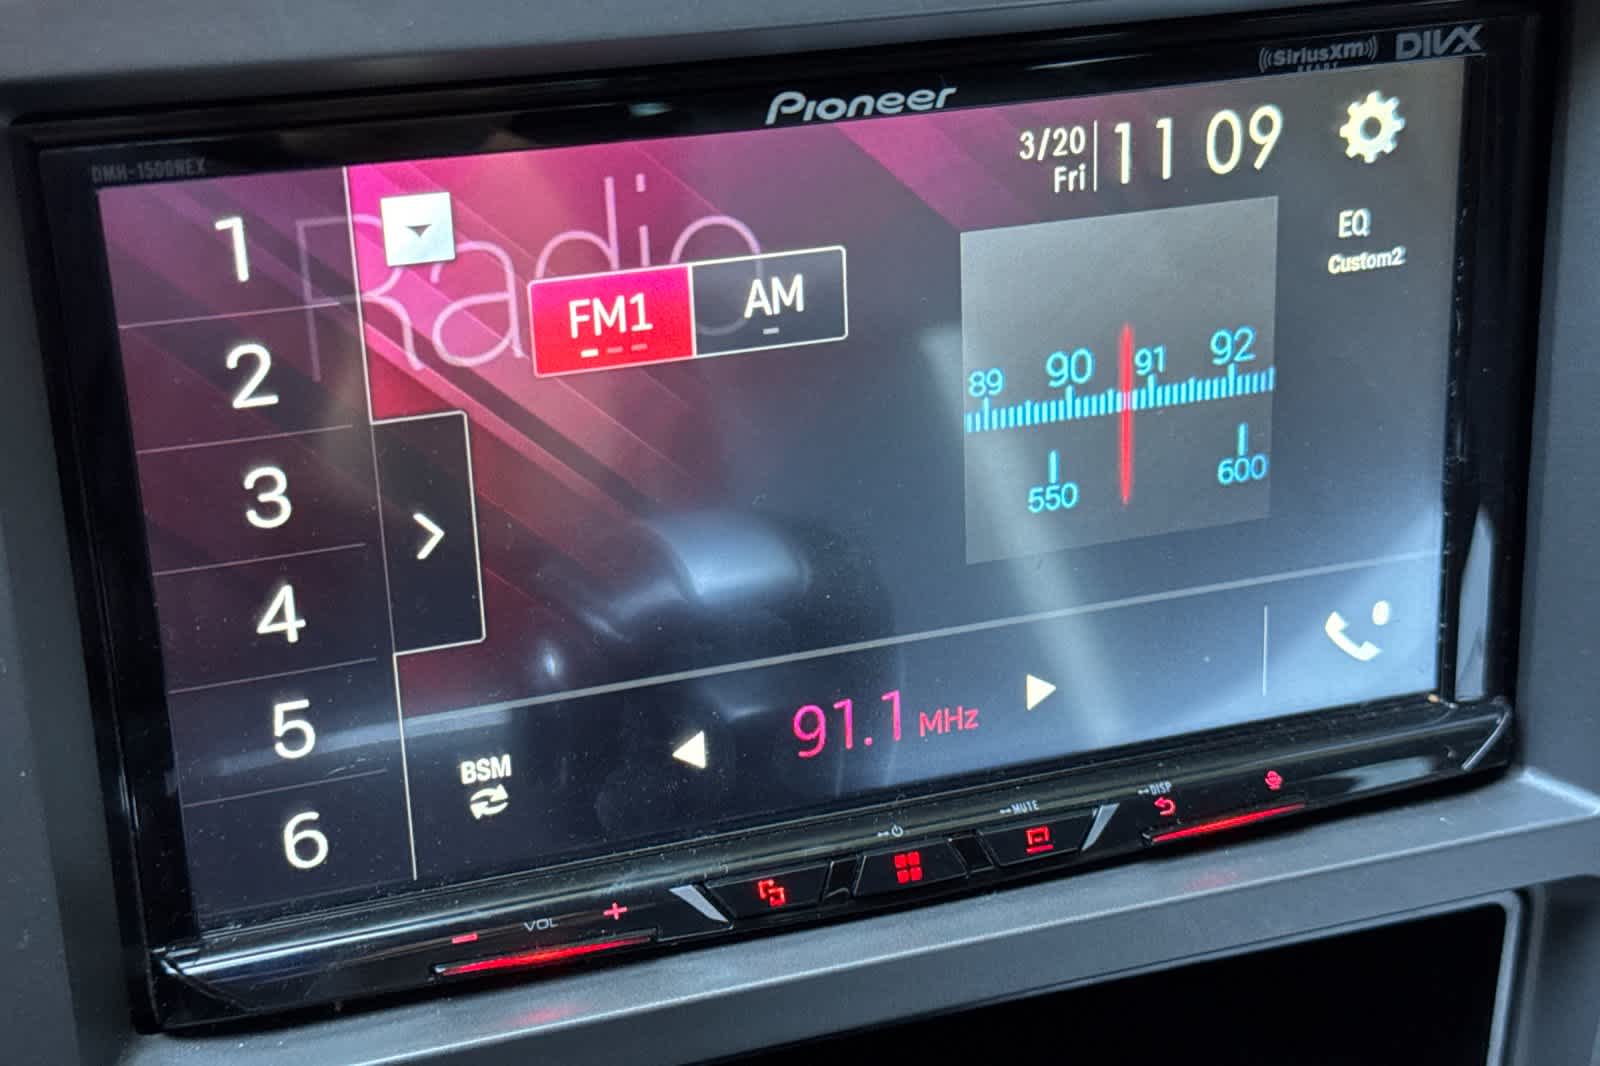 Pioneer
SiriusXM
READY
DIVX
DMH-1500NEX
3/20
Fri
11 09
Radio
FM1
AM
EQ
Custom2
1
2
3
4
5
6
89 90 91 92
550 600
91.1 MHz
BSM
VOL
MUTE
DISP